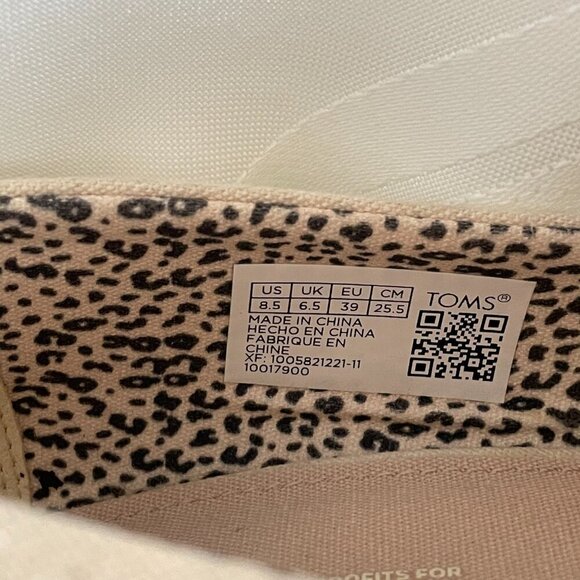 US UK EU CM TOMS®
8.5 6.5 39 25.5
MADE IN CHINA
HECHO EN CHINA
FABRIQUE EN
CHINE
XF: 1005821221-11
10017900
FOR